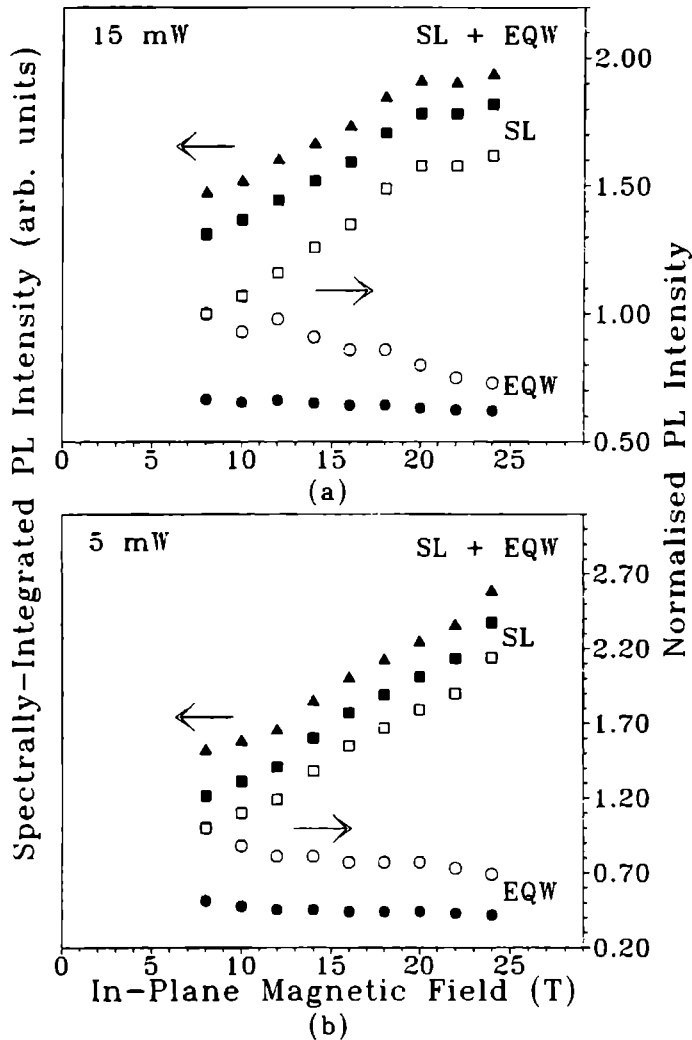 Spectrally-Integrated PL Intensity (arb. units)
Normalised PL Intensity
15 mW
SL + EQW
SL
EQW
2.00
1.50
1.00
0.50
0 5 10 15 20 25
(a)
5 mW
SL + EQW
SL
EQW
2.70
2.20
1.70
1.20
0.70
0.20
0 5 10 15 20 25
In-Plane Magnetic Field (T)
(b)